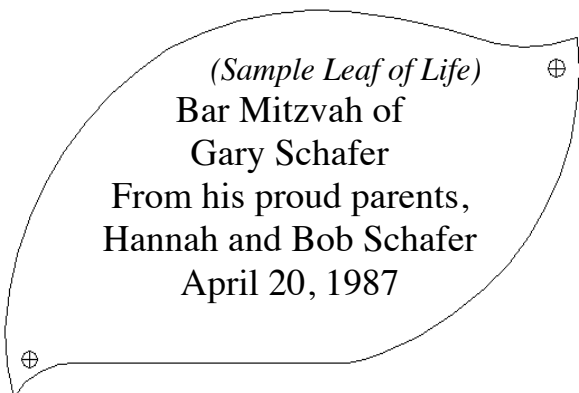 (Sample Leaf of Life)
Bar Mitzvah of
Gary Schafer
From his proud parents,
Hannah and Bob Schafer
April 20, 1987